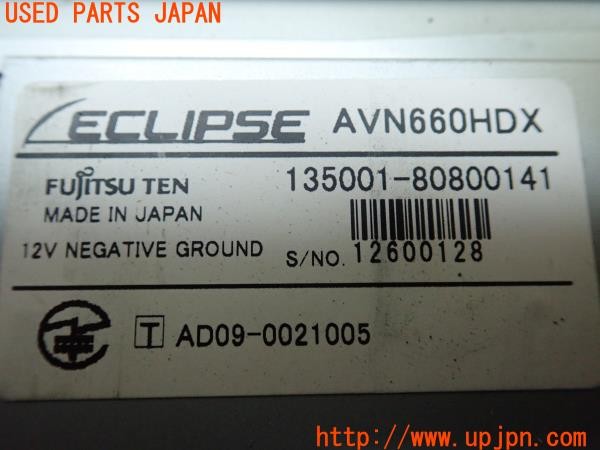 USED PARTS JAPAN
ECLIPSE AVN660HDX
FUJITSU TEN 135001-80800141
MADE IN JAPAN
12V NEGATIVE GROUND S/NO. 12600128
T AD09-0021005
http://www.upjpn.com/